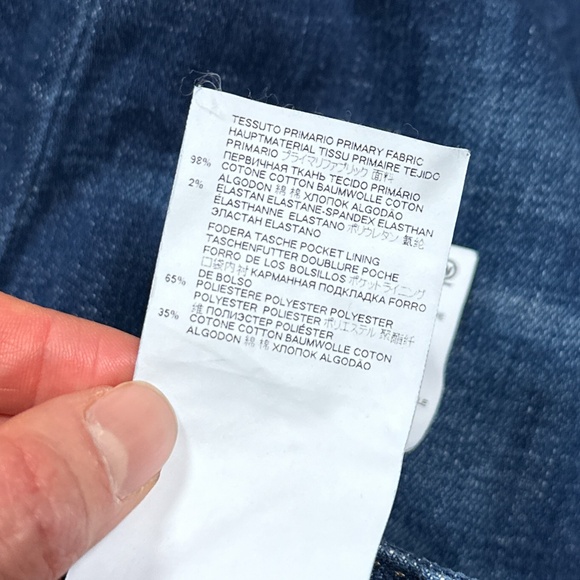 TESSUTO PRIMARIO PRIMARY FABRIC
HAUPTMATERIAL TISSU PRIMAIRE TEJIDO
PRIMARIO プライマリファブリック 面料
ПЕРВИЧНАЯ ТКАНЬ TECIDO PRIMÁRIO
98% COTONE COTTON BAUMWOLLE COTON
ALGODON 綿 棉 ХЛОПОК ALGODÃO
2% ELASTAN ELASTANE-SPANDEX ELASTHAN
ÉLASTHANNE ELASTANO ポリウレタン 氨纶
ЭЛАСТАН ELASTANO
FODERA TASCHE POCKET LINING
TASCHENFUTTER DOUBLURE POCHE
FORRO DE LOS BOLSILLOS ポケットライニング
口袋内衬 КАРМАННАЯ ПОДКЛАДКА FORRO
DE BOLSO
65% POLIESTERE POLYESTER POLYESTER
POLYESTER POLIESTER ポリエステル 聚酯纤
维 ПОЛИЭСТЕР POLIÉSTER
35% COTONE COTTON BAUMWOLLE COTON
ALGODON 綿 棉 ХЛОПОК ALGODÃO